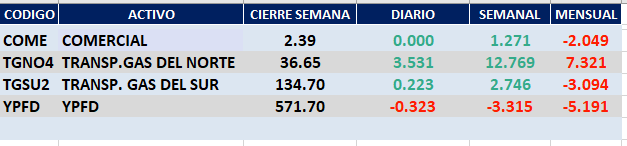 CODIGO ACTIVO CIERRE SEMANA DIARIO SEMANAL MENSUAL
COME COMERCIAL 2.39 0.000 1.271 -2.049
TGNO4 TRANSP.GAS DEL NORTE 36.65 3.531 12.769 7.321
TGSU2 TRANSP. GAS DEL SUR 134.70 0.223 2.746 -3.094
YPFD YPFD 571.70 -0.323 -3.315 -5.191